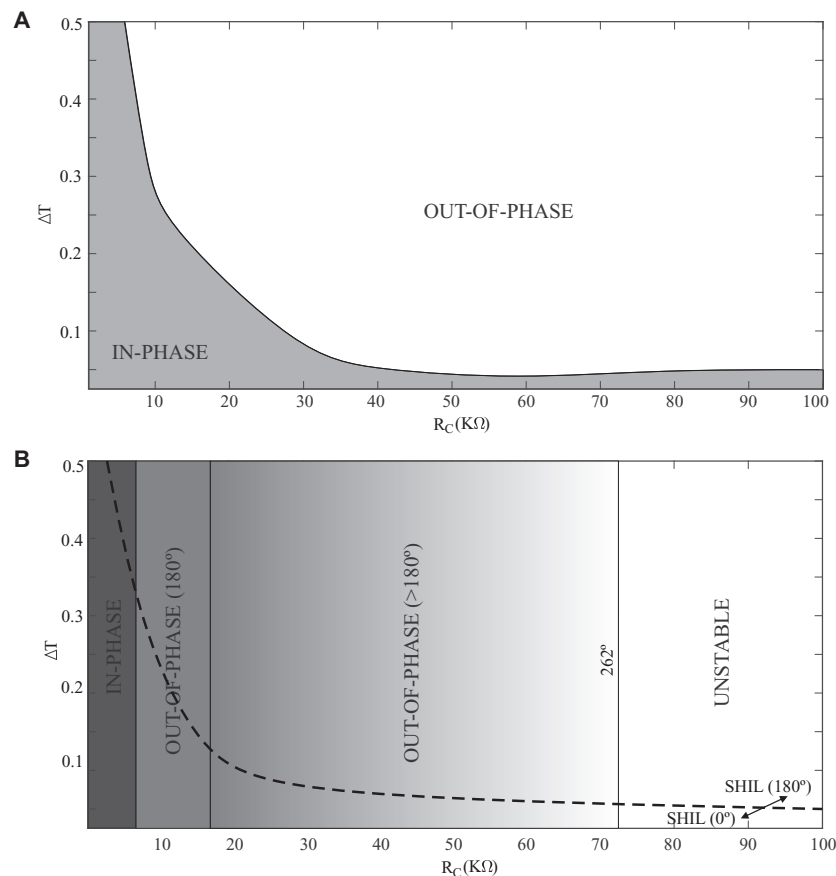 A
0.5
0.4
0.3
0.2
0.1
ΔT
OUT-OF-PHASE
IN-PHASE
10 20 30 40 50 60 70 80 90 100
R_C(KΩ)
B
0.5
0.4
0.3
0.2
0.1
ΔT
IN-PHASE
OUT-OF-PHASE (180º)
OUT-OF-PHASE (>180º)
262º
UNSTABLE
SHIL (180º)
SHIL (0º)
10 20 30 40 50 60 70 80 90 100
R_C(KΩ)